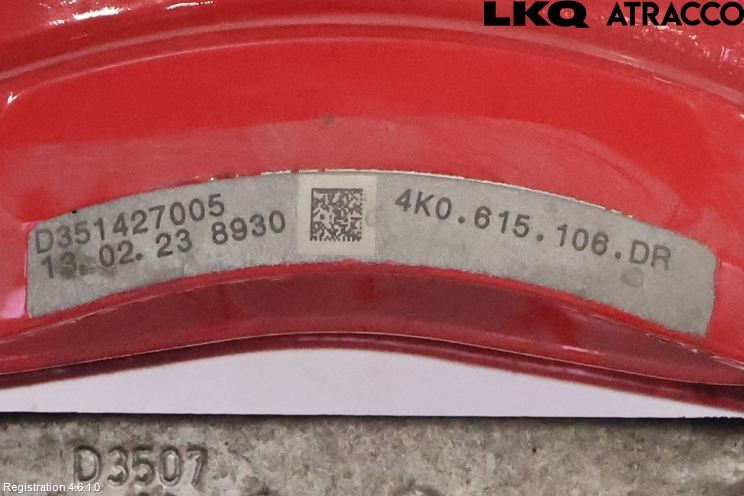 LKQ ATRACCO
D351427005
13.02.23 8930
4K0.615.106.DR
D3507
Registration 4.6.1.0